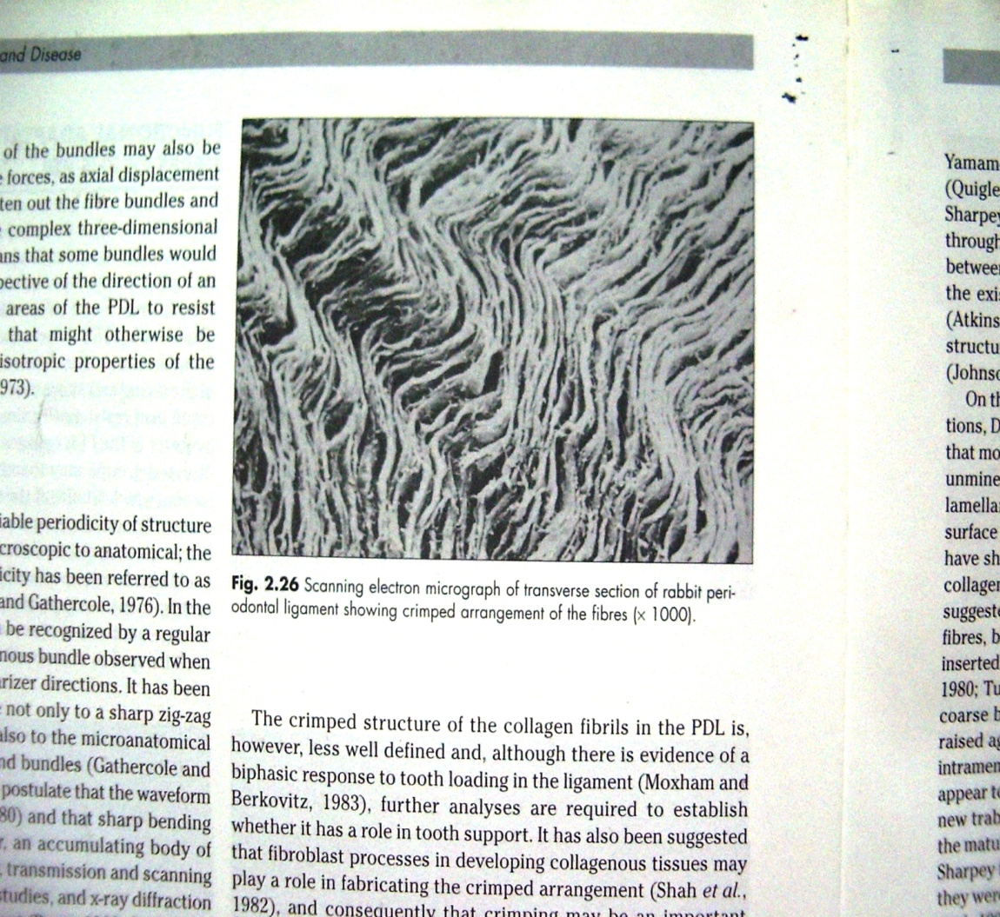 and Disease
of the bundles may also be
forces, as axial displacement
ten out the fibre bundles and
complex three-dimensional
ans that some bundles would
pective of the direction of an
areas of the PDL to resist
that might otherwise be
isotropic properties of the
973).
iable periodicity of structure
croscopic to anatomical; the
icity has been referred to as
and Gathercole, 1976). In the
be recognized by a regular
nous bundle observed when
rizer directions. It has been
not only to a sharp zig-zag
also to the microanatomical
nd bundles (Gathercole and
postulate that the waveform
80) and that sharp bending
r, an accumulating body of
transmission and scanning
studies, and x-ray diffraction
Fig. 2.26 Scanning electron micrograph of transverse section of rabbit peri-
odontal ligament showing crimped arrangement of the fibres (× 1000).
The crimped structure of the collagen fibrils in the PDL is,
however, less well defined and, although there is evidence of a
biphasic response to tooth loading in the ligament (Moxham and
Berkovitz, 1983), further analyses are required to establish
whether it has a role in tooth support. It has also been suggested
that fibroblast processes in developing collagenous tissues may
play a role in fabricating the crimped arrangement (Shah et al.,
1982), and consequently that crimping may be an important
Yamam
(Quigle
Sharpey
through
between
the exi
(Atkins
structu
(Johnso
On th
tions, D
that mo
unmine
lamella
surface
have sh
collagen
suggest
fibres, b
inserted
1980; Tu
coarse b
raised ag
intramen
appear to
new trab
the matu
Sharpey
they were